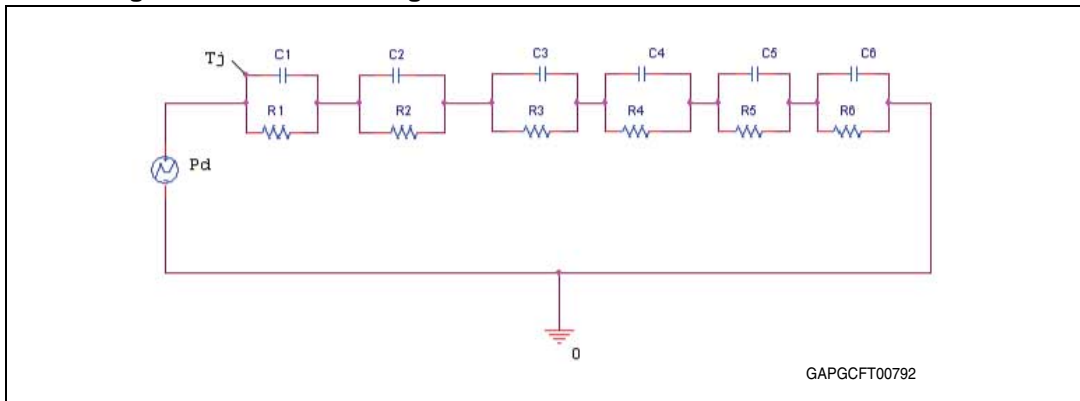 Tj C1 C2 C3 C4 C5 C6
R1 R2 R3 R4 R5 R6
Pd
0
GAPGCFT00792